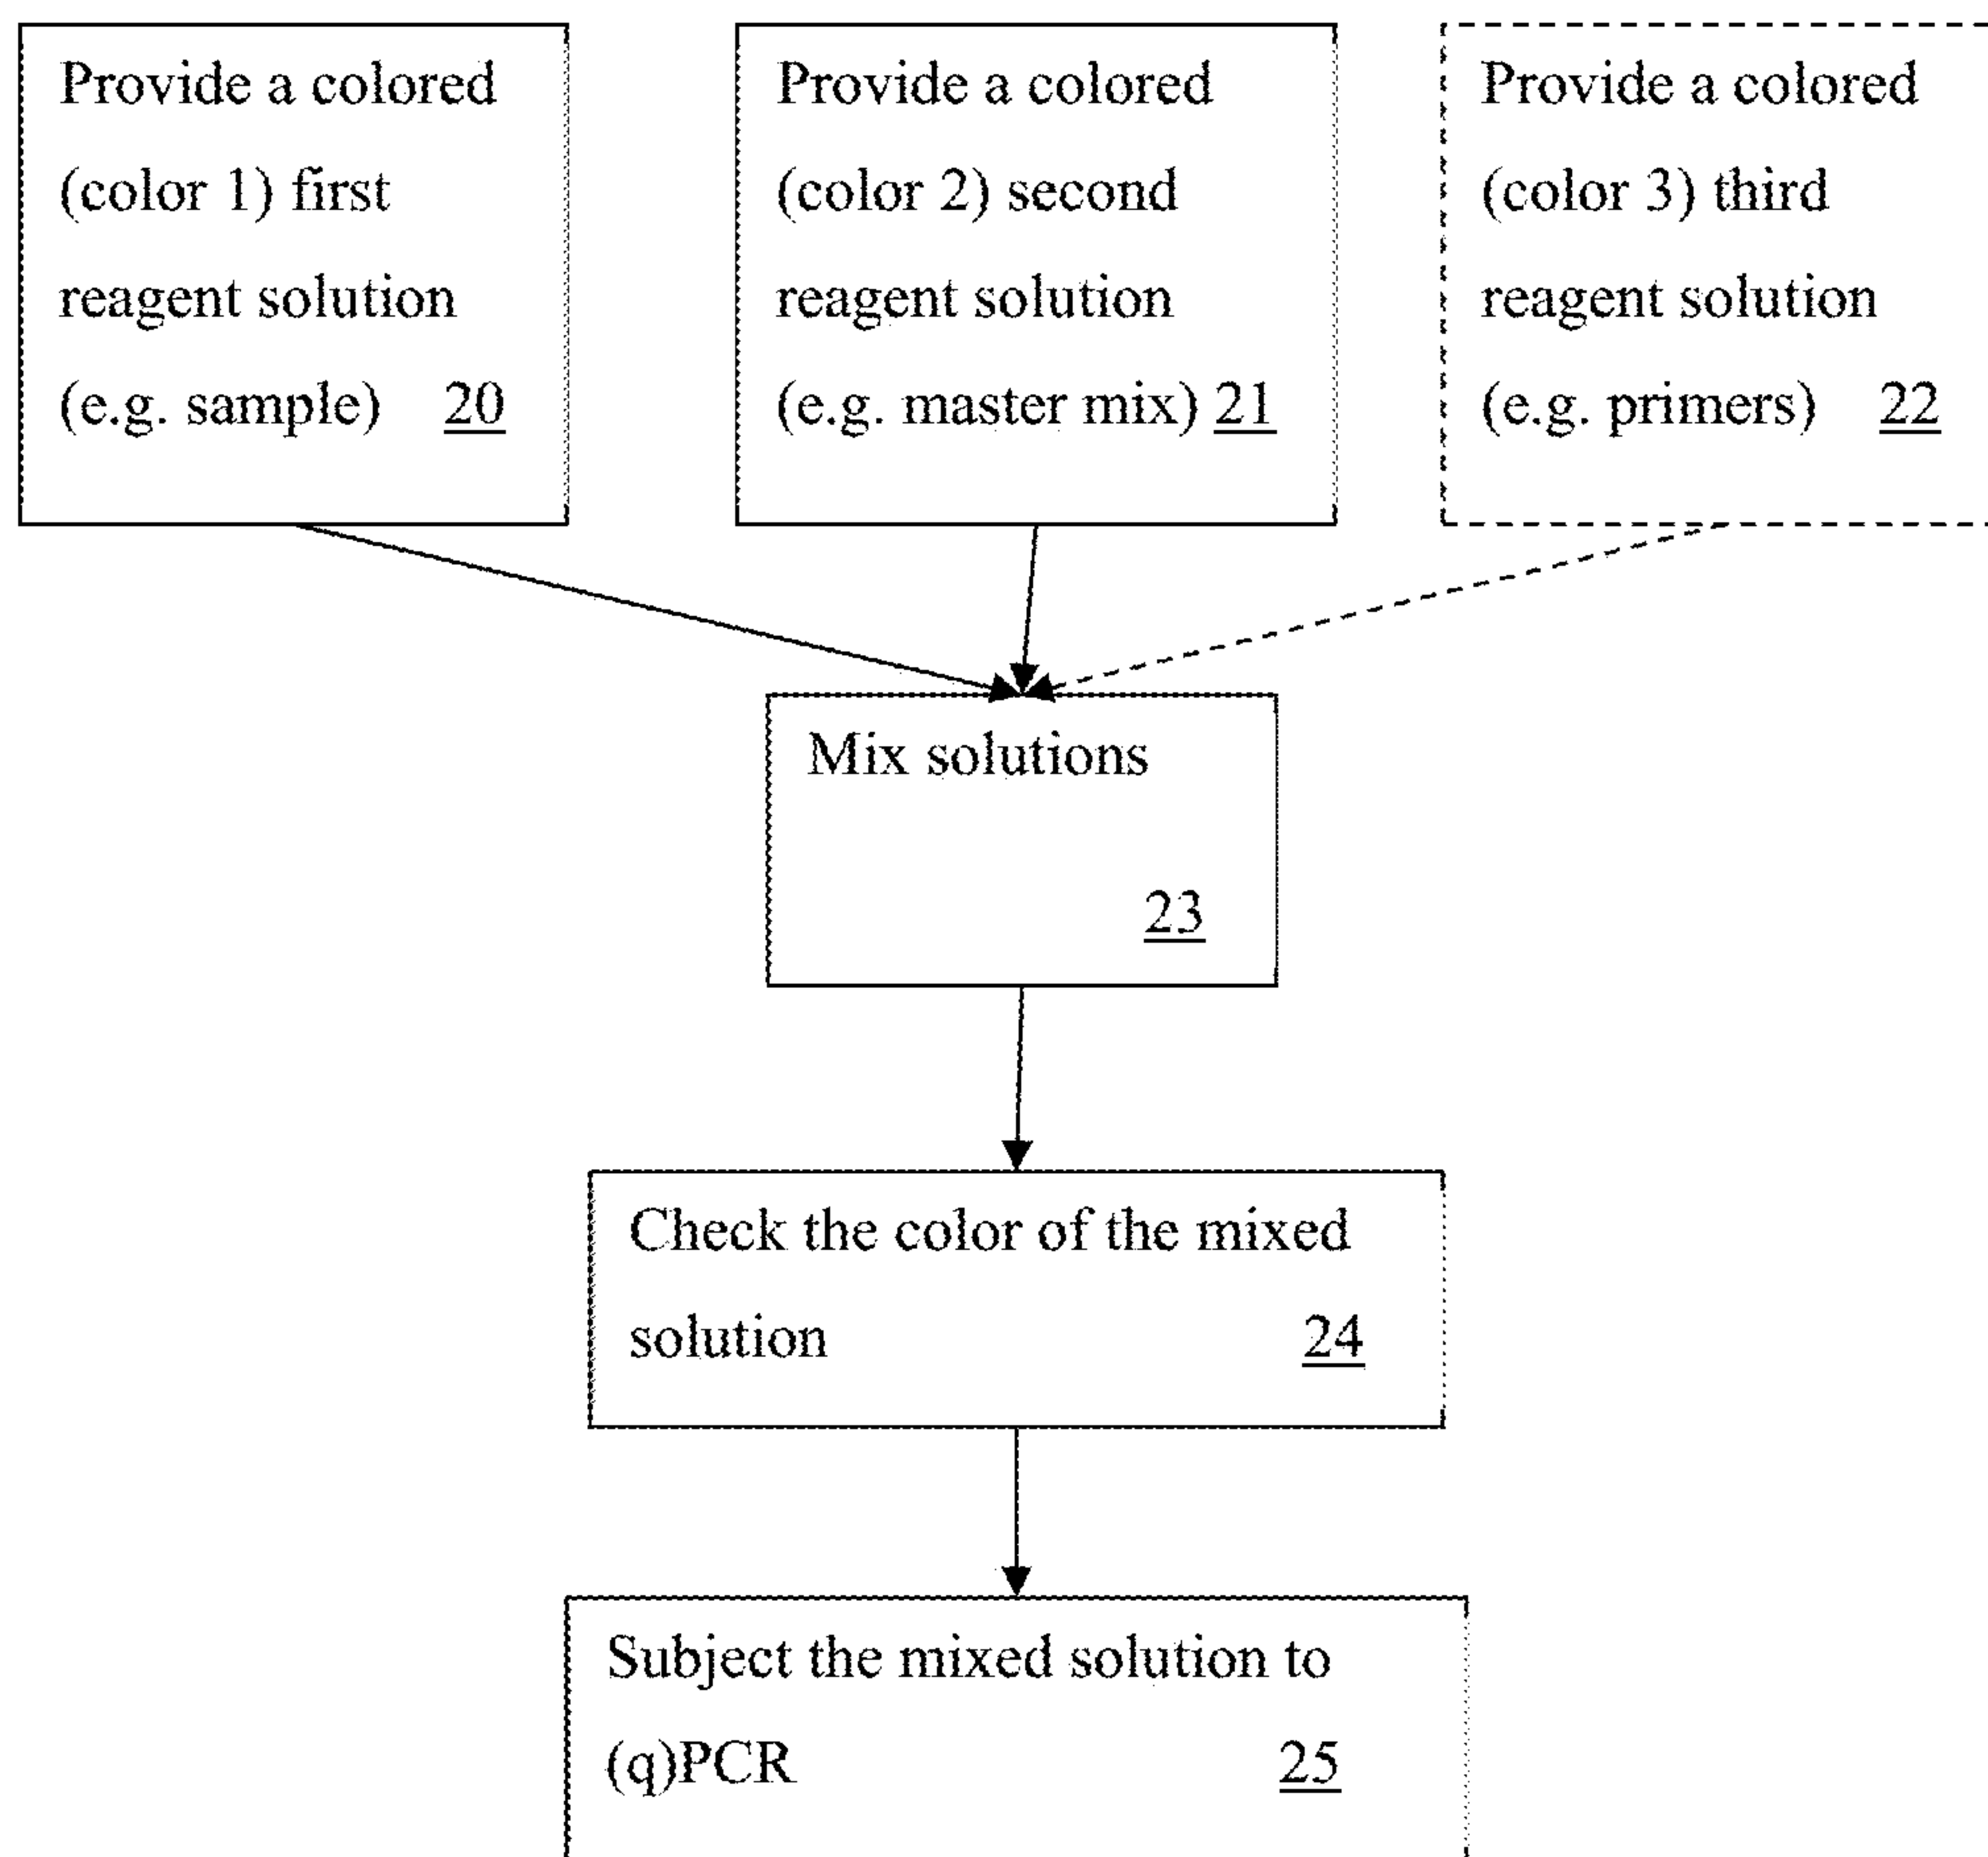 Provide a colored
(color 1) first
reagent solution
(e.g. sample) 20
Provide a colored
(color 2) second
reagent solution
(e.g. master mix) 21
Provide a colored
(color 3) third
reagent solution
(e.g. primers) 22
Mix solutions
23
Check the color of the mixed
solution 24
Subject the mixed solution to
(q)PCR 25